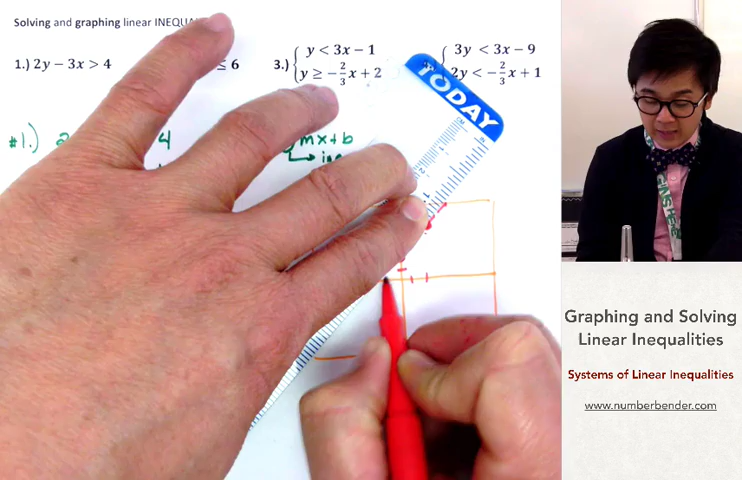 Solving and graphing linear INEQU
1.) 2y − 3x > 4
≤ 6
3.) { y < 3x − 1
y ≥ −2/3x + 2
{ 3y < 3x − 9
2y < −2/3x + 1
TODAY
#1.) 4
mx+b
Graphing and Solving
Linear Inequalities
Systems of Linear Inequalities
www.numberbender.com